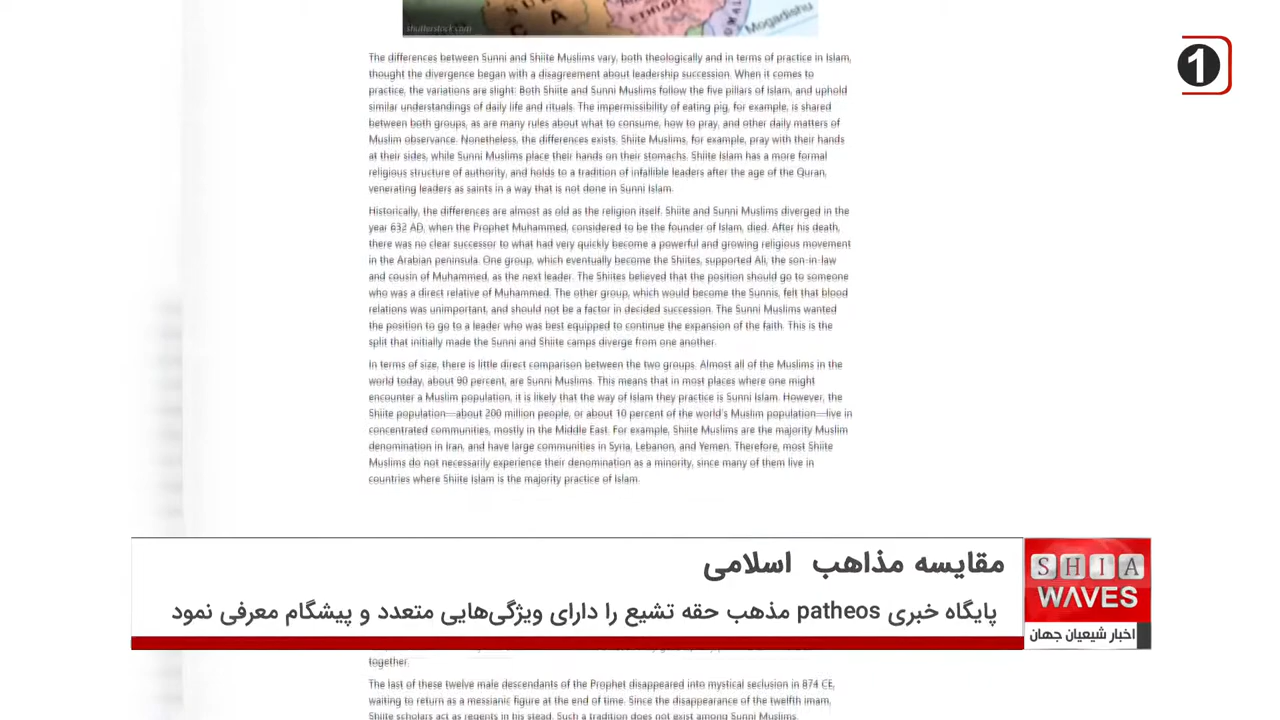 shutterstock.com
ETHIOPIA
Mogadishu
1
The differences between Sunni and Shiite Muslims vary, both theologically and in terms of practice in Islam,
thought the divergence began with a disagreement about leadership succession. When it comes to
practice, the variations are slight: Both Shiite and Sunni Muslims follow the five pillars of Islam, and uphold
similar understandings of daily life and rituals. The impermissibility of eating pig, for example, is shared
between both groups, as are many rules about what to consume, how to pray, and other daily matters of
Muslim observance. Nonetheless, the differences exists. Shiite Muslims, for example, pray with their hands
at their sides, while Sunni Muslims place their hands on their stomachs. Shiite Islam has a more formal
religious structure of authority, and holds to a tradition of infallible leaders after the age of the Quran,
venerating leaders as saints in a way that is not done in Sunni Islam.
Historically, the differences are almost as old as the religion itself. Shiite and Sunni Muslims diverged in the
year 632 AD, when the Prophet Muhammed, considered to be the founder of Islam, died. After his death,
there was no clear successor to what had very quickly become a powerful and growing religious movement
in the Arabian peninsula. One group, which eventually become the Shiites, supported Ali, the son-in-law
and cousin of Muhammed, as the next leader. The Shiites believed that the position should go to someone
who was a direct relative of Muhammed. The other group, which would become the Sunnis, felt that blood
relations was unimportant, and should not be a factor in decided succession. The Sunni Muslims wanted
the position to go to a leader who was best equipped to continue the expansion of the faith. This is the
split that initially made the Sunni and Shiite camps diverge from one another.
In terms of size, there is little direct comparison between the two groups. Almost all of the Muslims in the
world today, about 90 percent, are Sunni Muslims. This means that in most places where one might
encounter a Muslim population, it is likely that the way of Islam they practice is Sunni Islam. However, the
Shiite population—about 200 million people, or about 10 percent of the world's Muslim population—live in
concentrated communities, mostly in the Middle East. For example, Shiite Muslims are the majority Muslim
denomination in Iran, and have large communities in Syria, Lebanon, and Yemen. Therefore, most Shiite
Muslims do not necessarily experience their denomination as a minority, since many of them live in
countries where Shiite Islam is the majority practice of Islam.
مقایسه مذاهب اسلامی
پایگاه خبری patheos مذهب حقه تشیع را دارای ویژگی‌هایی متعدد و پیشگام معرفی نمود
SHIA
WAVES
اخبار شیعیان جهان
together.
The last of these twelve male descendants of the Prophet disappeared into mystical seclusion in 874 CE,
waiting to return as a messianic figure at the end of time. Since the disappearance of the twelfth imam,
Shiite scholars act as regents in his stead. Such a tradition does not exist among Sunni Muslims.